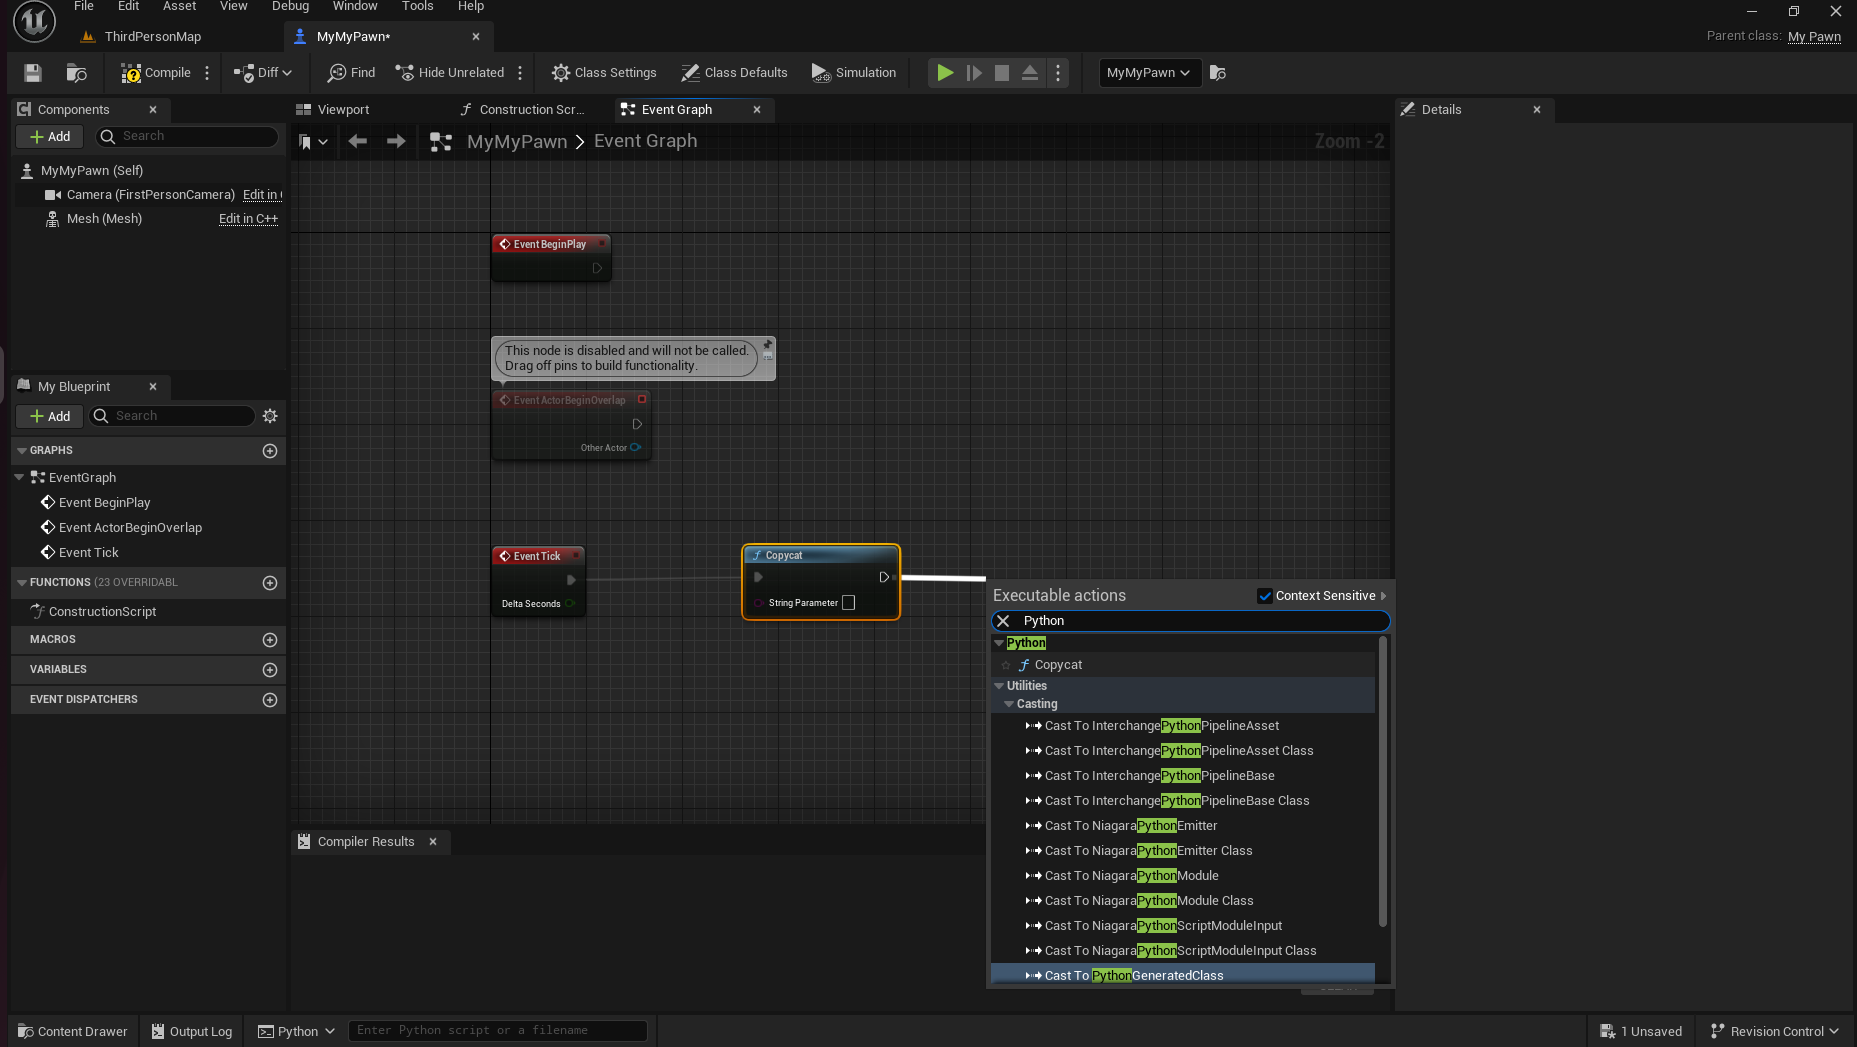 File Edit Asset View Debug Window Tools Help
ThirdPersonMap
MyMyPawn*
Parent class: My Pawn
Compile
Diff
Find
Hide Unrelated
Class Settings
Class Defaults
Simulation
MyMyPawn
Components
Add
Search
MyMyPawn (Self)
Camera (FirstPersonCamera) Edit in
Mesh (Mesh) Edit in C++
My Blueprint
Add
Search
GRAPHS
EventGraph
Event BeginPlay
Event ActorBeginOverlap
Event Tick
FUNCTIONS (23 OVERRIDABL
ConstructionScript
MACROS
VARIABLES
EVENT DISPATCHERS
Viewport
Construction Scr...
Event Graph
MyMyPawn > Event Graph
Zoom -2
Event BeginPlay
This node is disabled and will not be called.
Drag off pins to build functionality.
Event ActorBeginOverlap
Other Actor
Event Tick
Delta Seconds
Copycat
String Parameter
Executable actions
Context Sensitive
Python
Python
Copycat
Utilities
Casting
Cast To InterchangePythonPipelineAsset
Cast To InterchangePythonPipelineAsset Class
Cast To InterchangePythonPipelineBase
Cast To InterchangePythonPipelineBase Class
Cast To NiagaraPythonEmitter
Cast To NiagaraPythonEmitter Class
Cast To NiagaraPythonModule
Cast To NiagaraPythonModule Class
Cast To NiagaraPythonScriptModuleInput
Cast To NiagaraPythonScriptModuleInput Class
Cast To PythonGeneratedClass
Compiler Results
Details
Content Drawer
Output Log
Python
Enter Python script or a filename
1 Unsaved
Revision Control